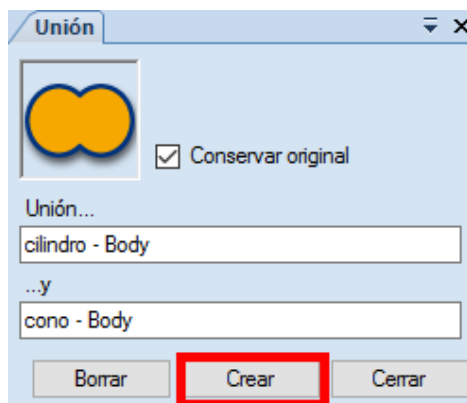 Unión
Conservar original
Unión...
cilindro - Body
...y
cono - Body
Borrar Crear Cerrar